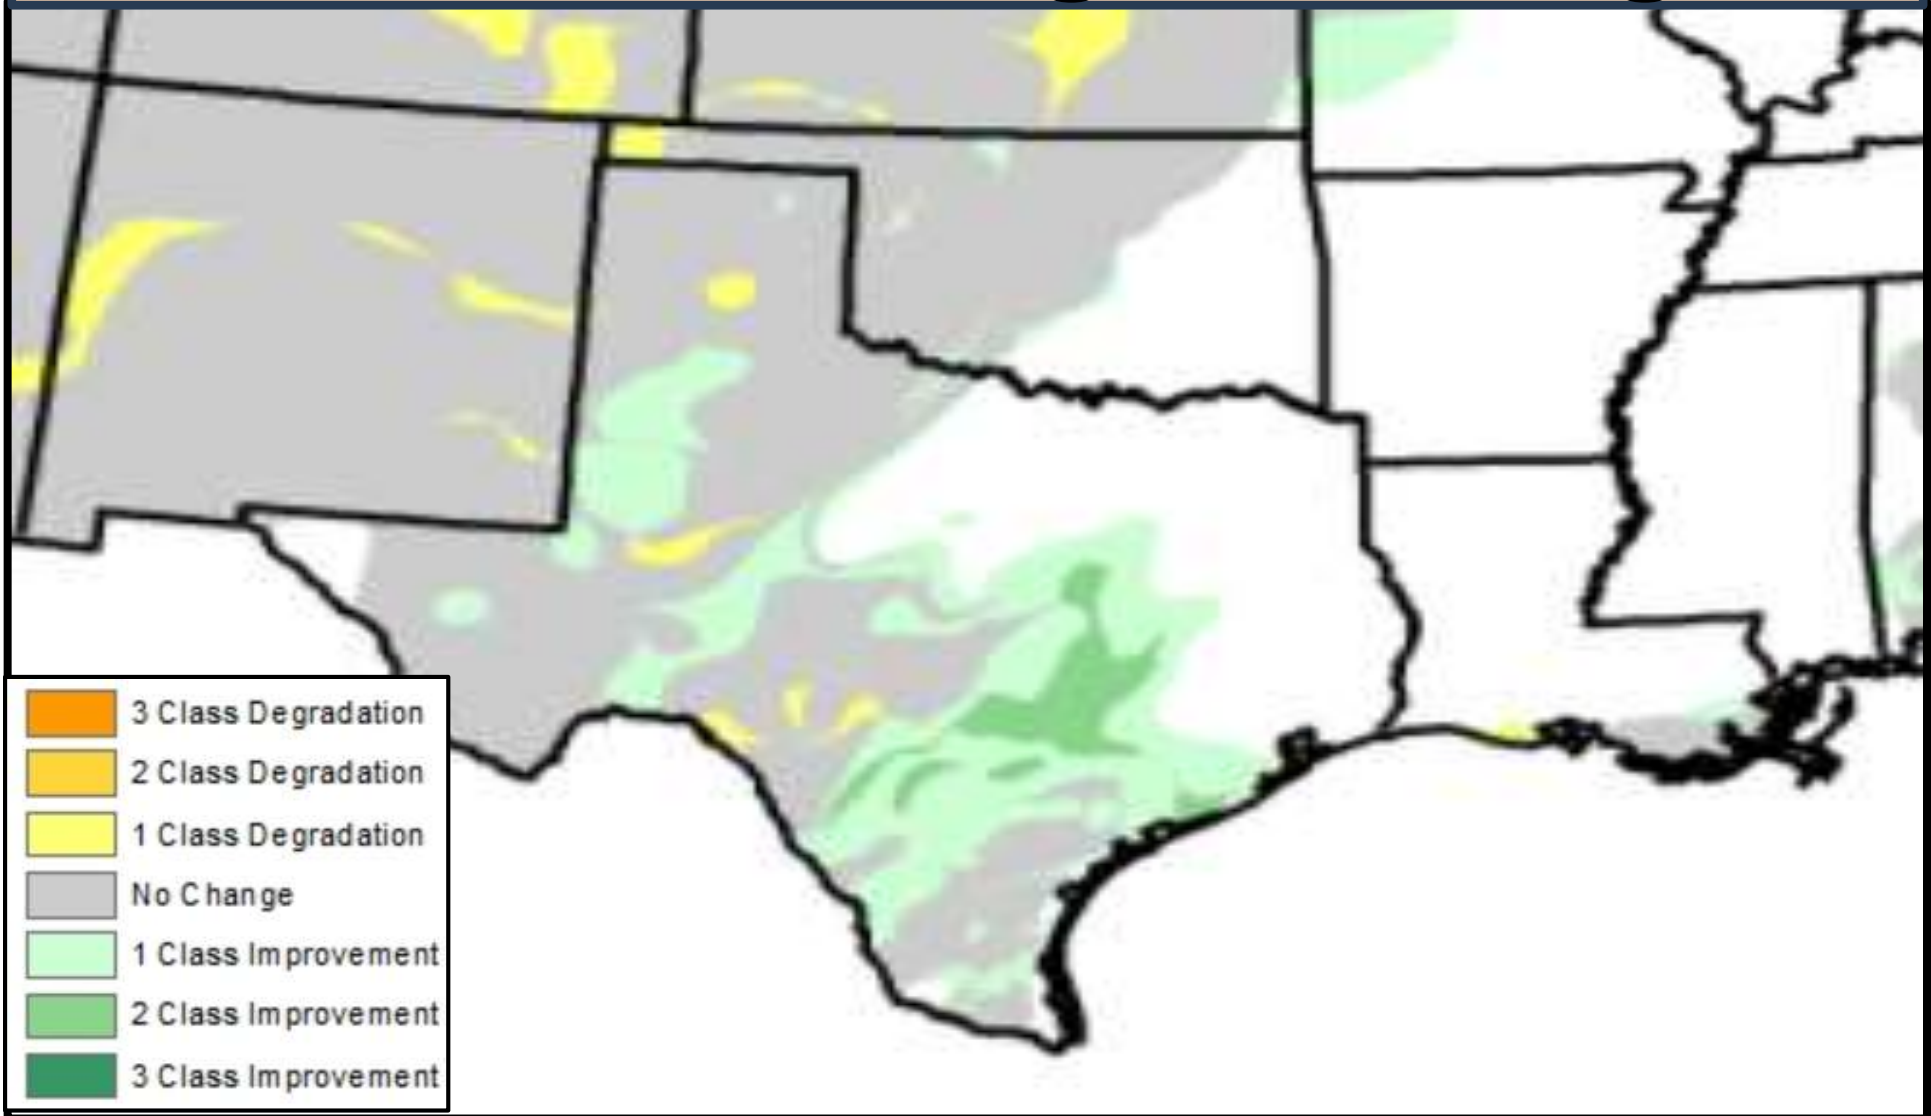 3 Class Degradation
2 Class Degradation
1 Class Degradation
No Change
1 Class Improvement
2 Class Improvement
3 Class Improvement